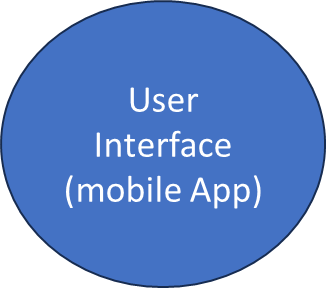 User
Interface
(mobile App)